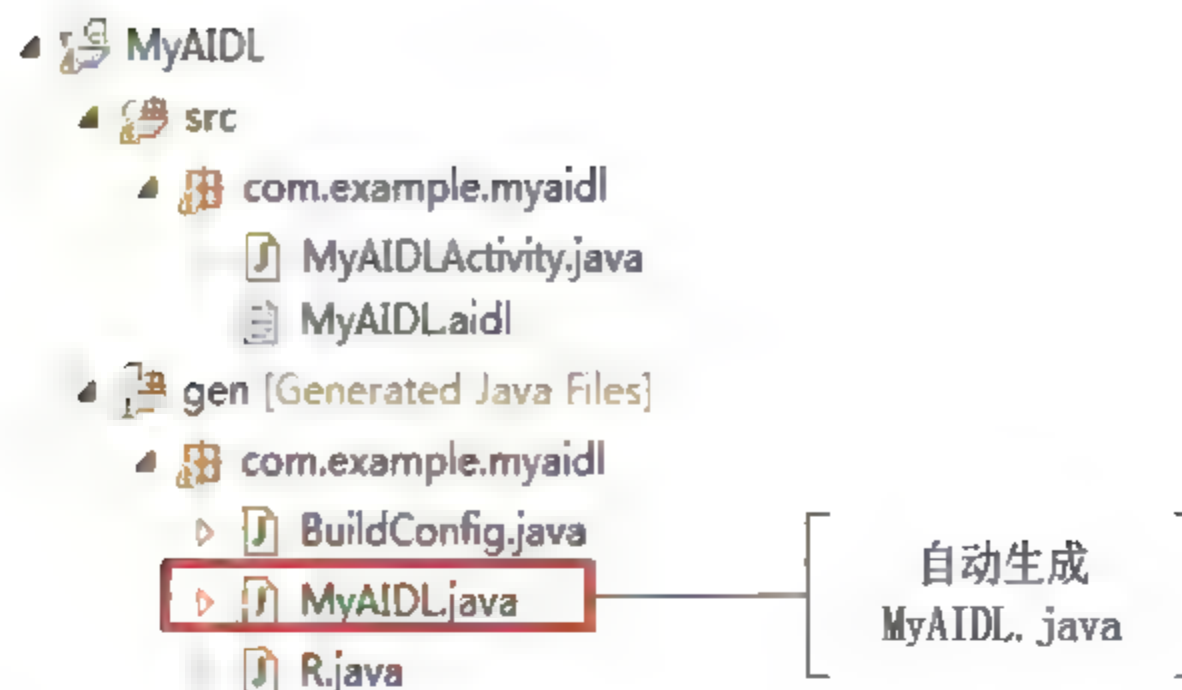 MyAIDL
src
com.example.myaidl
MyAIDLActivity.java
MyAIDL.aidl
gen [Generated Java Files]
com.example.myaidl
BuildConfig.java
MyAIDL.java
自动生成
MyAIDL.java
R.java